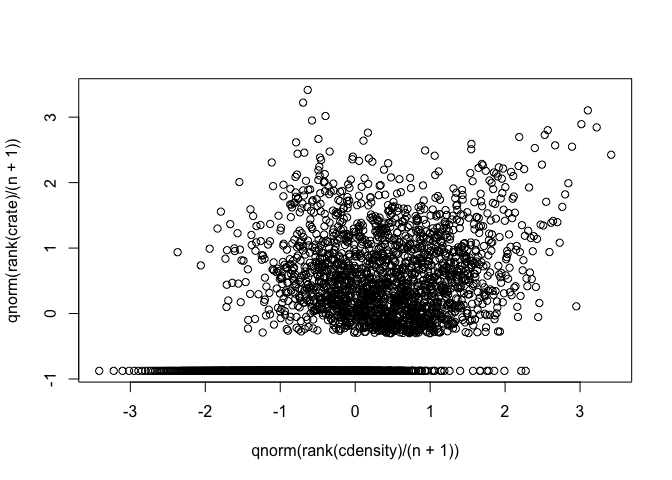 qnorm(rank(crate)/(n + 1))
3
2
1
0
-1
-3 -2 -1 0 1 2 3
qnorm(rank(cdensity)/(n + 1))